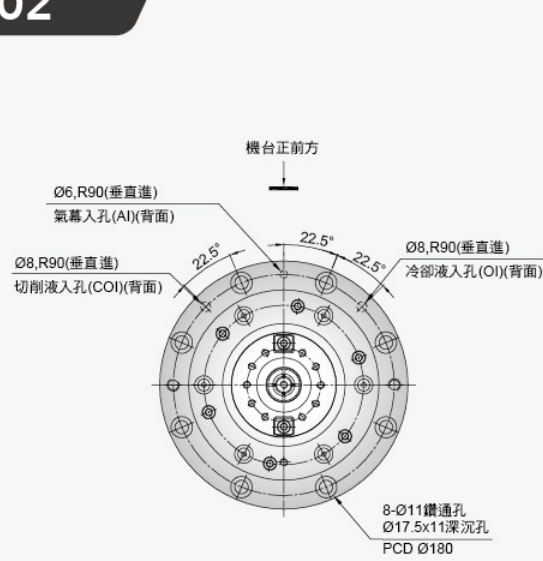 02
機台正前方
Ø6,R90(垂直進)
氣幕入孔(AI)(背面)
22.5°
22.5°
22.5°
Ø8,R90(垂直進)
冷卻液入孔(OI)(背面)
Ø8,R90(垂直進)
切削液入孔(COI)(背面)
8-Ø11鑽通孔
Ø17.5x11深沉孔
PCD Ø180